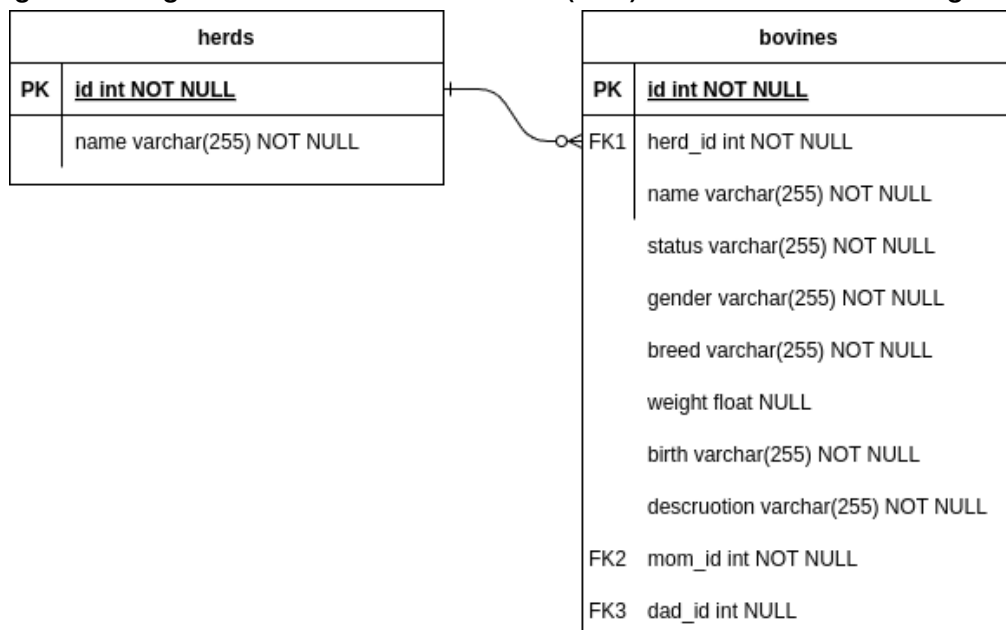 herds
PK id int NOT NULL
name varchar(255) NOT NULL
bovines
PK id int NOT NULL
FK1 herd_id int NOT NULL
name varchar(255) NOT NULL
status varchar(255) NOT NULL
gender varchar(255) NOT NULL
breed varchar(255) NOT NULL
weight float NULL
birth varchar(255) NOT NULL
descruotion varchar(255) NOT NULL
FK2 mom_id int NOT NULL
FK3 dad_id int NULL